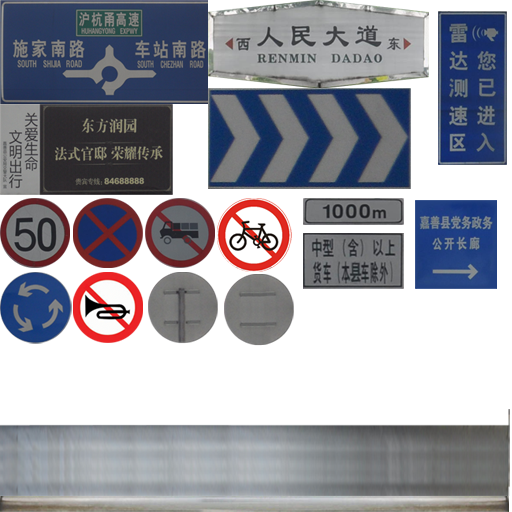 沪杭甬高速
HUHANGYONG EXPWY
施家南路
SOUTH SHIJIA ROAD
车站南路
SOUTH CHEZHAN ROAD
西 人民大道 东
RENMIN DADAO
雷达测速区
您已进入
关爱生命
文明出行
东方润园
法式官邸 荣耀传承
贵宾专线: 84688888
50
1000m
中型（含）以上
货车（本县车除外）
嘉善县党务政务
公开长廊